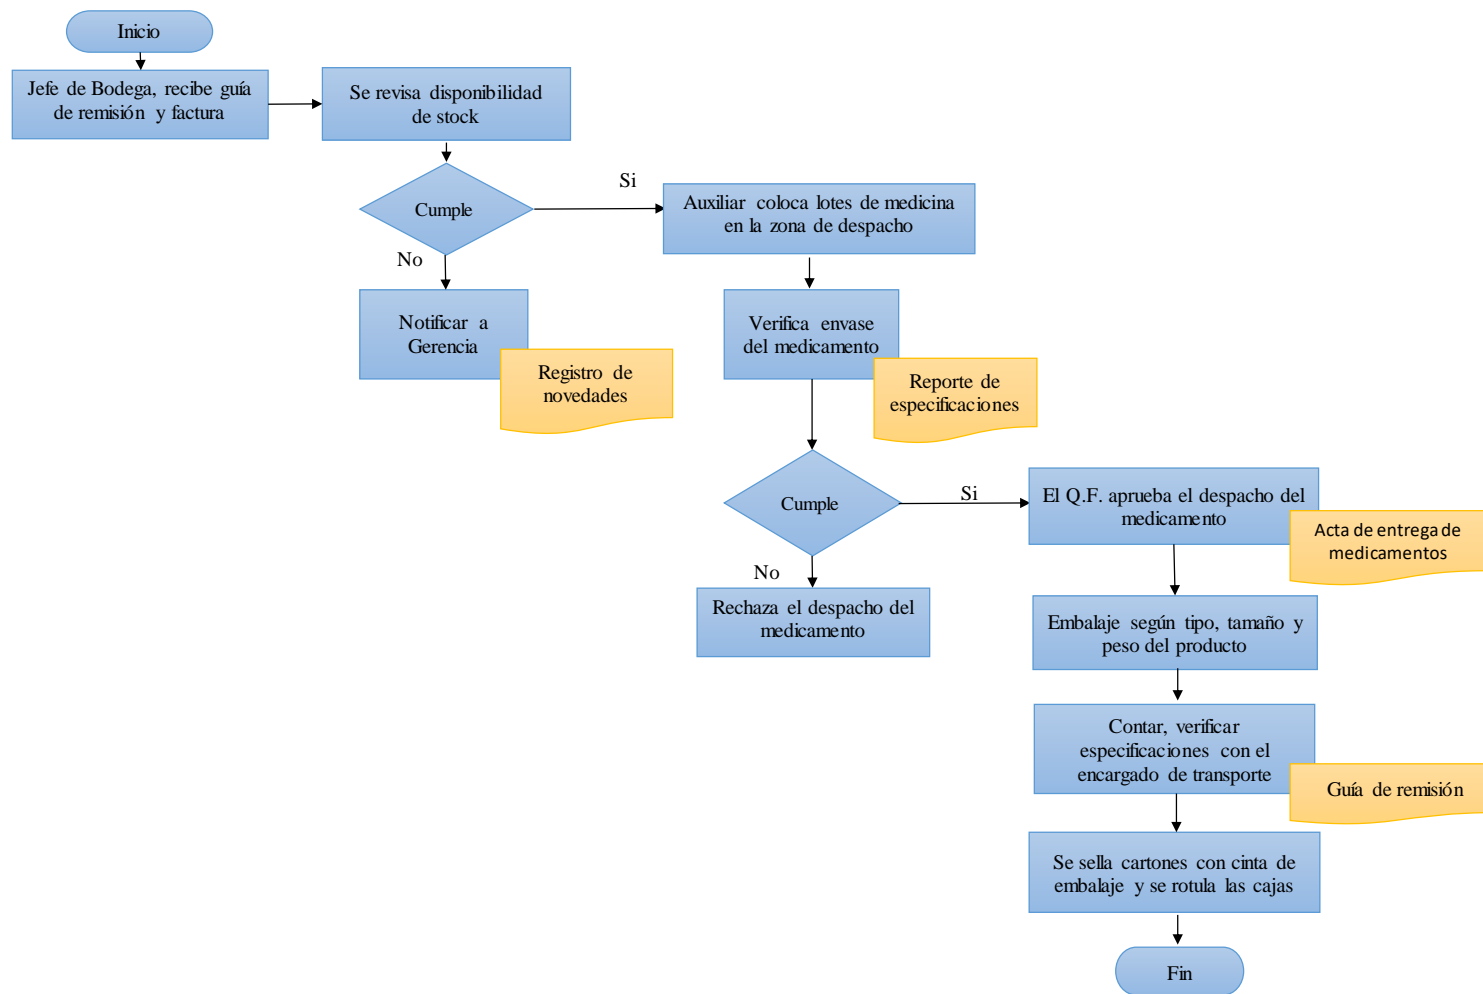 Inicio
Jefe de Bodega, recibe guía
de remisión y factura
Se revisa disponibilidad
de stock
Cumple
Si
No
Auxiliar coloca lotes de medicina
en la zona de despacho
Notificar a
Gerencia
Registro de
novedades
Verifica envase
del medicamento
Reporte de
especificaciones
Cumple
Si
No
Rechaza el despacho del
medicamento
El Q.F. aprueba el despacho del
medicamento
Acta de entrega de
medicamentos
Embalaje según tipo, tamaño y
peso del producto
Contar, verificar
especificaciones con el
encargado de transporte
Guía de remisión
Se sella cartones con cinta de
embalaje y se rotula las cajas
Fin